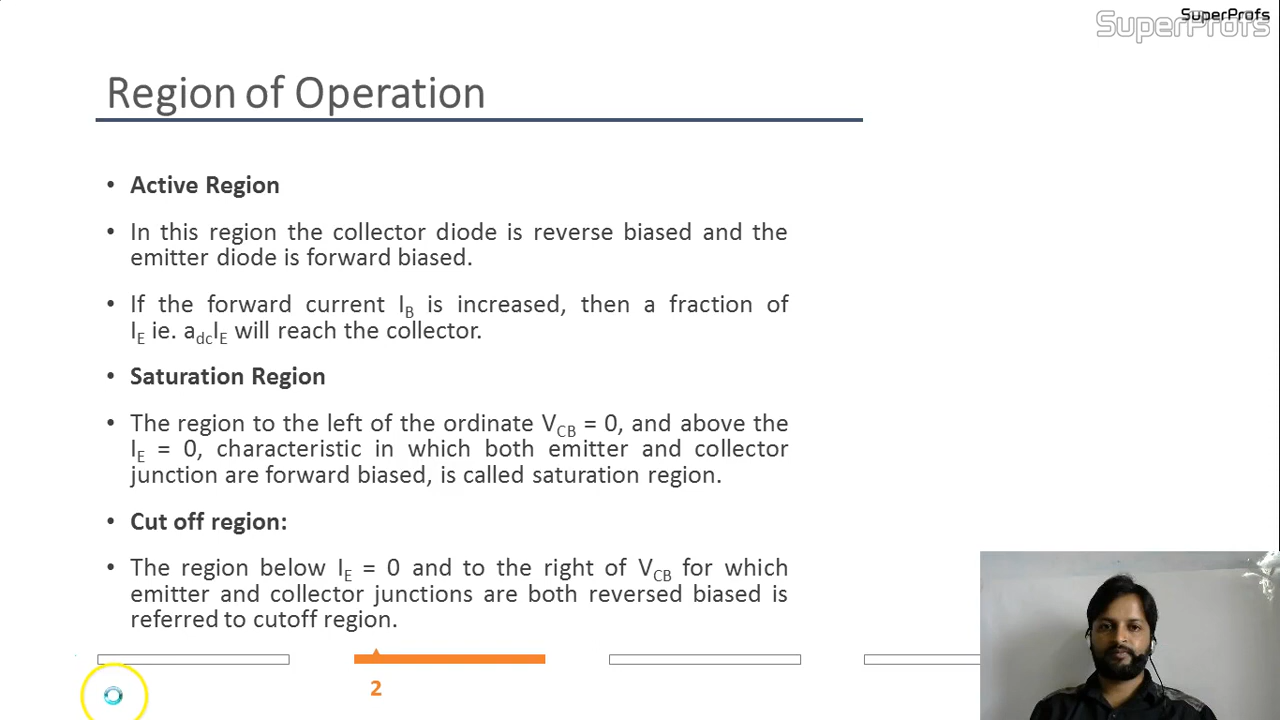 SuperProfs
SuperProfs
Region of Operation
• Active Region
• In this region the collector diode is reverse biased and the
emitter diode is forward biased.
• If the forward current IB is increased, then a fraction of
IE ie. adcIE will reach the collector.
• Saturation Region
• The region to the left of the ordinate VCB = 0, and above the
IE = 0, characteristic in which both emitter and collector
junction are forward biased, is called saturation region.
• Cut off region:
• The region below IE = 0 and to the right of VCB for which
emitter and collector junctions are both reversed biased is
referred to cutoff region.
2